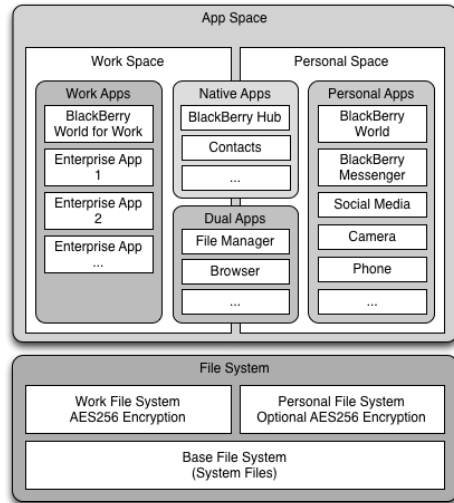 App Space
Work Space
Personal Space
Work Apps
BlackBerry
World for Work
Enterprise App
1
Enterprise App
2
Enterprise App
...
Native Apps
BlackBerry Hub
Contacts
...
Dual Apps
File Manager
Browser
...
Personal Apps
BlackBerry
World
BlackBerry
Messenger
Social Media
Camera
Phone
...
File System
Work File System
AES256 Encryption
Personal File System
Optional AES256 Encryption
Base File System
(System Files)